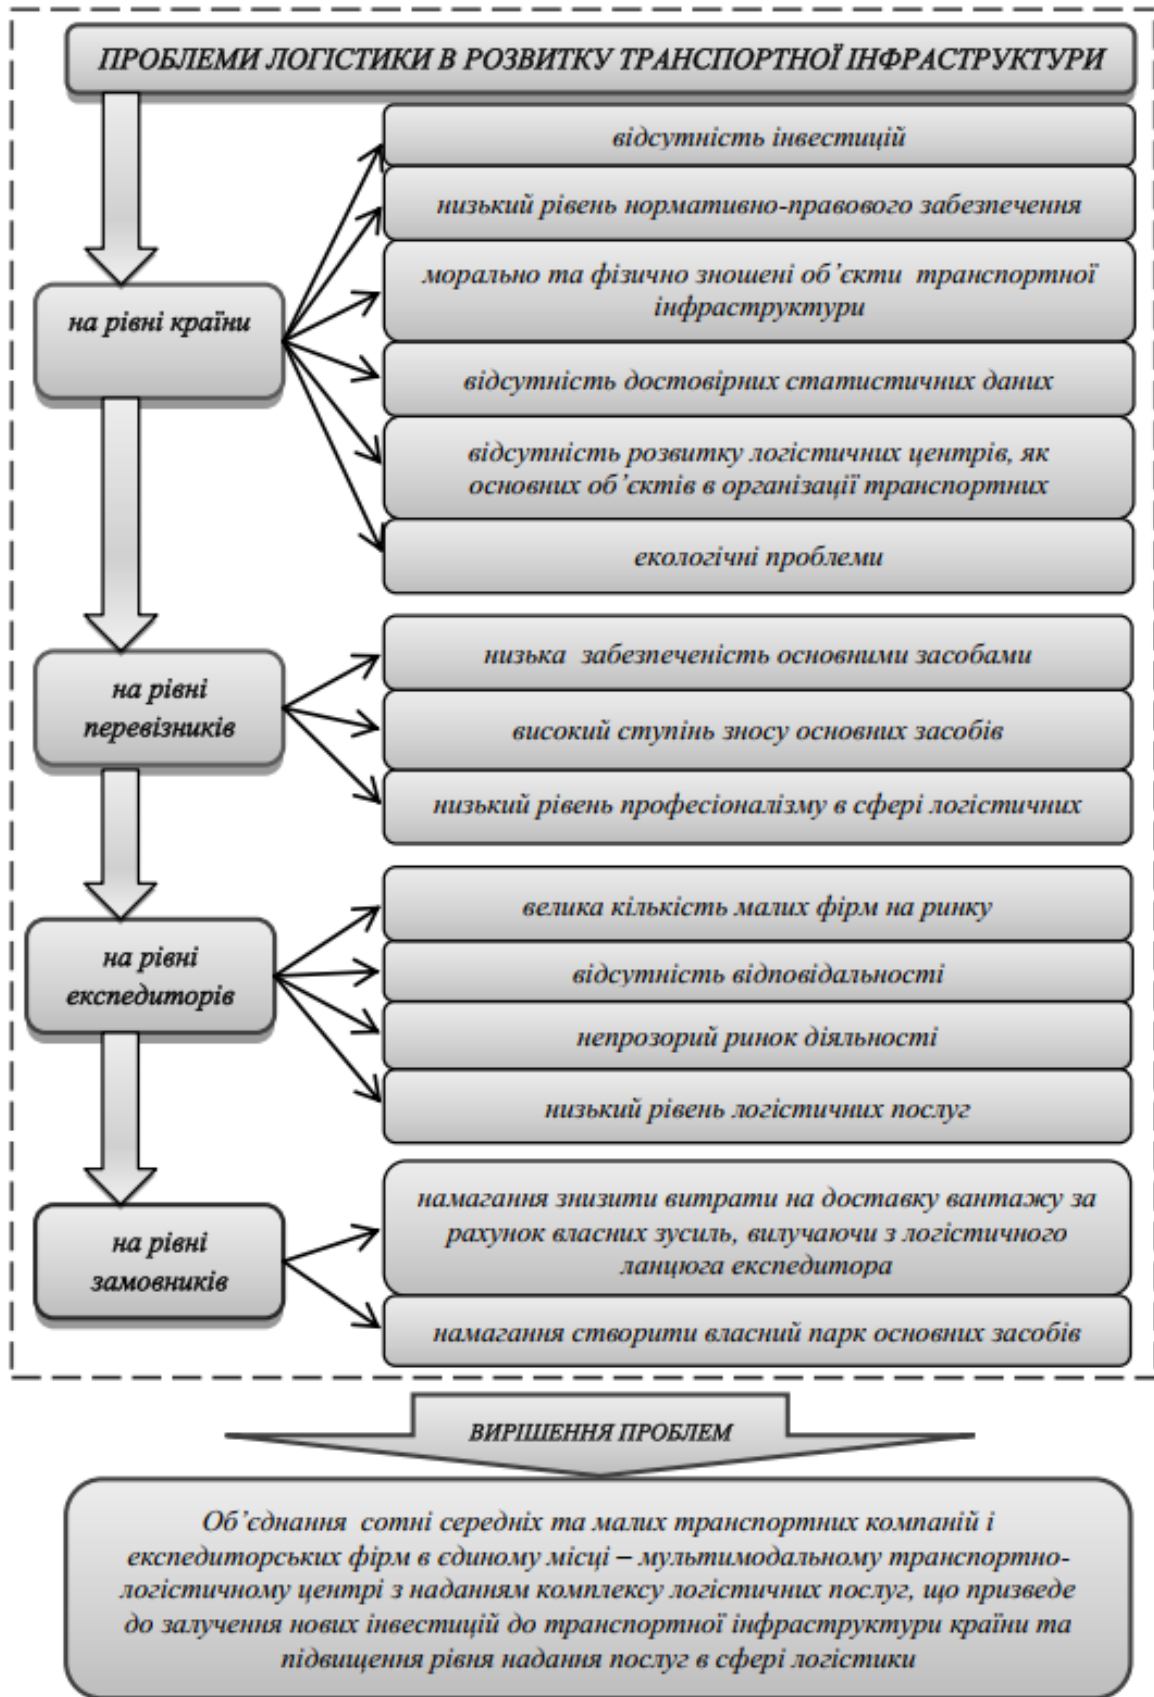 ПРОБЛЕМИ ЛОГІСТИКИ В РОЗВИТКУ ТРАНСПОРТНОЇ ІНФРАСТРУКТУРИ
на рівні країни
відсутність інвестицій
низький рівень нормативно-правового забезпечення
морально та фізично зношені об’єкти транспортної
інфраструктури
відсутність достовірних статистичних даних
відсутність розвитку логістичних центрів, як
основних об’єктів в організації транспортних
екологічні проблеми
на рівні
перевізників
низька забезпеченість основними засобами
високий ступінь зносу основних засобів
низький рівень професіоналізму в сфері логістичних
на рівні
експедиторів
велика кількість малих фірм на ринку
відсутність відповідальності
непрозорий ринок діяльності
низький рівень логістичних послуг
на рівні
замовників
намагання знизити витрати на доставку вантажу за
рахунок власних зусиль, вилучаючи з логістичного
ланцюга експедитора
намагання створити власний парк основних засобів
ВИРІШЕННЯ ПРОБЛЕМ
Об’єднання сотні середніх та малих транспортних компаній і
експедиторських фірм в єдиному місці – мультимодальному транспортно-
логістичному центрі з наданням комплексу логістичних послуг, що призведе
до залучення нових інвестицій до транспортної інфраструктури країни та
підвищення рівня надання послуг в сфері логістики